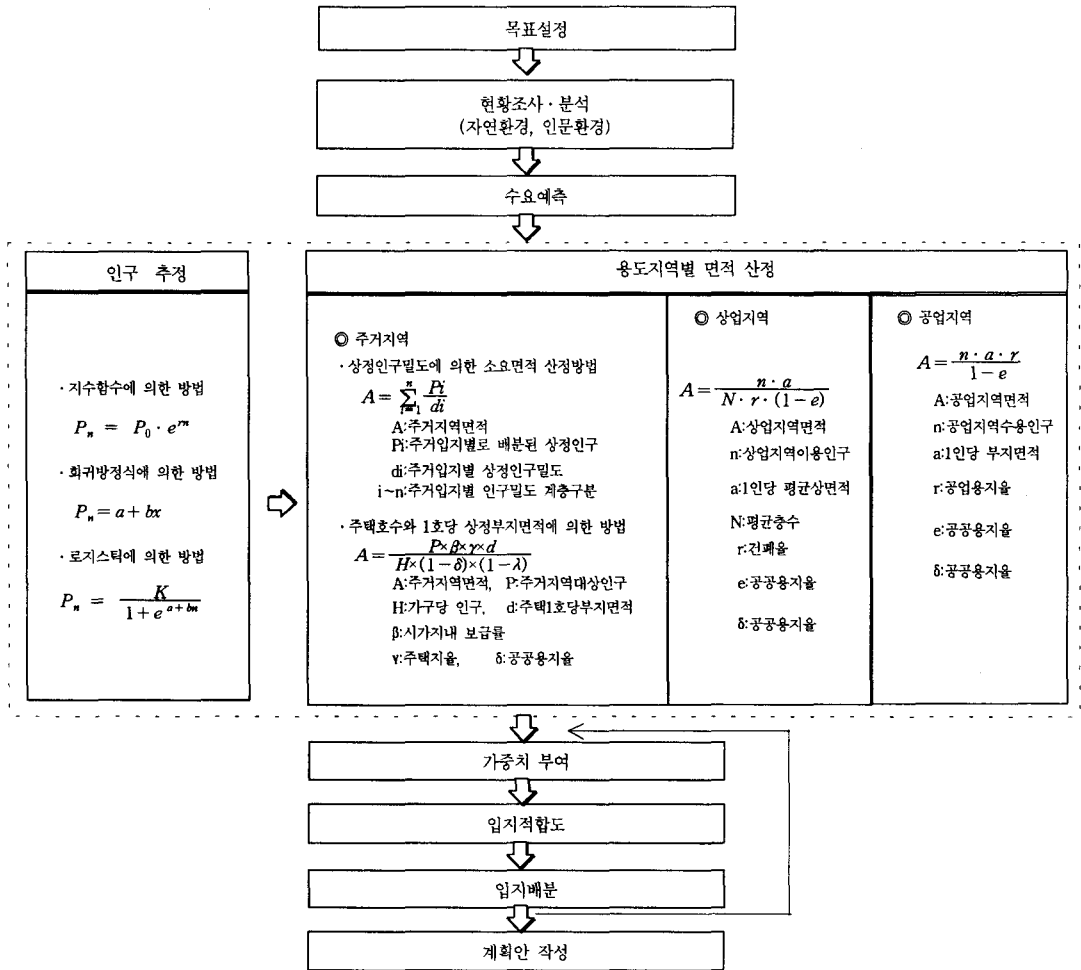 목표설정
현황조사 · 분석
(자연환경, 인문환경)
수요예측
인구 추정
· 지수함수에 의한 방법
P_n = P_0 · e^{rn}
· 회귀방정식에 의한 방법
P_n = a + bx
· 로지스틱에 의한 방법
P_n = K / (1 + e^{a+bn})
용도지역별 면적 산정
◎ 주거지역
· 상정인구밀도에 의한 소요면적 산정방법
A = ∑_{i=1}^{n} Pi / di
A:주거지역면적
Pi:주거입지별로 배분된 상정인구
di:주거입지별 상정인구밀도
i~n:주거입지별 인구밀도 계층구분
· 주택호수와 1호당 상정부지면적에 의한 방법
A = P×β×γ×d / H×(1−δ)×(1−λ)
A:주거지역면적, P:주거지역대상인구
H:가구당 인구, d:주택1호당부지면적
β:시가지내 보급률
γ:주택지율, δ:공공용지율
◎ 상업지역
A = n · a / N · r · (1−e)
A:상업지역면적
n:상업지역이용인구
a:1인당 평균상면적
N:평균층수
r:건폐율
e:공공용지율
δ:공공용지율
◎ 공업지역
A = n · a · r / 1−e
A:공업지역면적
n:공업지역수용인구
a:1인당 부지면적
r:공업용지율
e:공공용지율
δ:공공용지율
가중치 부여
입지적합도
입지배분
계획안 작성